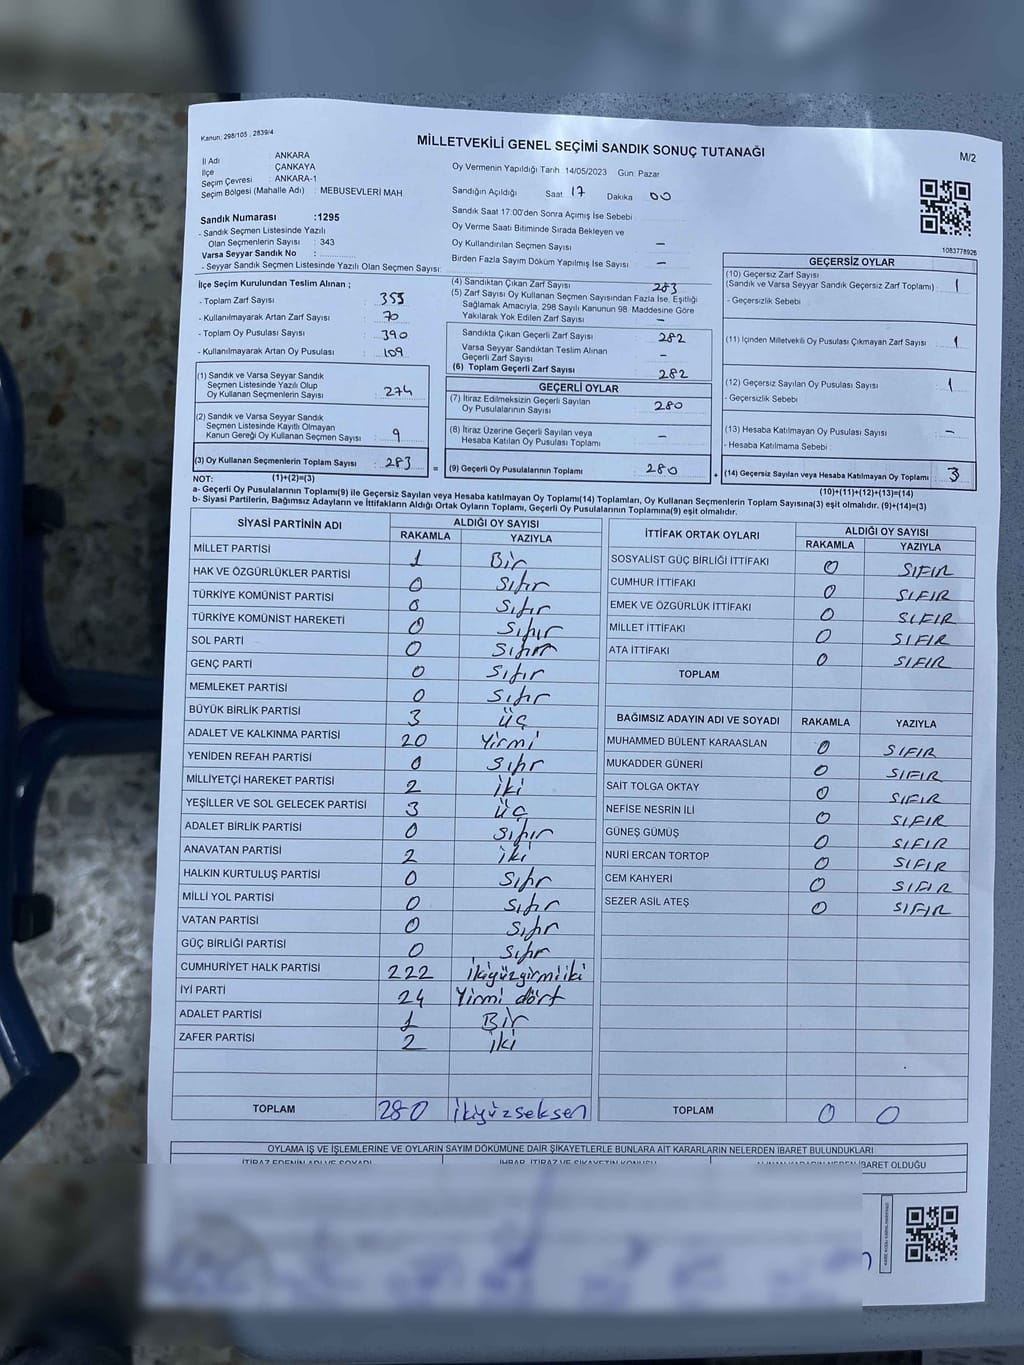 Kanun: 298/105 , 2839/4
MİLLETVEKİLİ GENEL SEÇİMİ SANDIK SONUÇ TUTANAĞI
M/2
İl Adı ANKARA
İlçe ÇANKAYA
Seçim Çevresi : ANKARA-1
Seçim Bölgesi (Mahalle Adı) : MEBUSEVLERİ MAH.
Oy Vermenin Yapıldığı Tarih 14/05/2023 Gün: Pazar
Sandığın Açıldığı Saat 17 Dakika 00
Sandık Saat 17:00'den Sonra Açımış İse Sebebi
Oy Verme Saati Bitiminde Sırada Bekleyen ve
Oy Kullandırılan Seçmen Sayısı –
Birden Fazla Sayım Döküm Yapılmış İse Sayısı –
1083778926
Sandık Numarası :1295
- Sandık Seçmen Listesinde Yazılı
Olan Seçmenlerin Sayısı : 343
Varsa Seyyar Sandık No :
- Seyyar Sandık Seçmen Listesinde Yazılı Olan Seçmen Sayısı:
İlçe Seçim Kurulundan Teslim Alınan ;
- Toplam Zarf Sayısı : 353
- Kullanılmayarak Artan Zarf Sayısı : 70
- Toplam Oy Pusulası Sayısı : 390
- Kullanılmayarak Artan Oy Pusulası : 109
(1) Sandık ve Varsa Seyyar Sandık
Seçmen Listesinde Yazılı Olup
Oy Kullanan Seçmenlerin Sayısı : 274
(2) Sandık ve Varsa Seyyar Sandık
Seçmen Listesinde Kayıtlı Olmayan
Kanun Gereği Oy Kullanan Seçmen Sayısı : 9
(3) Oy Kullanan Seçmenlerin Toplam Sayısı : 283
(4) Sandıktan Çıkan Zarf Sayısı 283
(5) Zarf Sayısı Oy Kullanan Seçmen Sayısından Fazla İse, Eşitliği
Sağlamak Amacıyla, 298 Sayılı Kanunun 98. Maddesine Göre
Yakılarak Yok Edilen Zarf Sayısı –
Sandıkta Çıkan Geçerli Zarf Sayısı 282
Varsa Seyyar Sandıktan Teslim Alınan
Geçerli Zarf Sayısı –
(6) Toplam Geçerli Zarf Sayısı 282
GEÇERLİ OYLAR
(7) İtiraz Edilmeksizin Geçerli Sayılan
Oy Pusulalarının Sayısı 280
(8) İtiraz Üzerine Geçerli Sayılan veya
Hesaba Katılan Oy Pusulası Toplamı –
= (9) Geçerli Oy Pusulalarının Toplamı 280 +
GEÇERSİZ OYLAR
(10) Geçersiz Zarf Sayısı
(Sandık ve Varsa Seyyar Sandık Geçersiz Zarf Toplamı) : 1
- Geçersizlik Sebebi :
(11) İçinden Milletvekili Oy Pusulası Çıkmayan Zarf Sayısı 1
(12) Geçersiz Sayılan Oy Pusulası Sayısı : 1
- Geçersizlik Sebebi
(13) Hesaba Katılmayan Oy Pusulası Sayısı –
- Hesaba Katılmama Sebebi :
(14) Geçersiz Sayılan veya Hesaba Katılmayan Oy Toplamı 3
NOT: (1)+(2)=(3)
(10)+(11)+(12)+(13)=(14)
a- Geçerli Oy Pusulalarının Toplamı(9) ile Geçersiz Sayılan veya Hesaba katılmayan Oy Toplamı(14) Toplamları, Oy Kullanan Seçmenlerin Toplam Sayısına(3) eşit olmalıdır. (9)+(14)=(3)
b- Siyasi Partilerin, Bağımsız Adayların ve İttifakların Aldığı Ortak Oyların Toplamı, Geçerli Oy Pusulalarının Toplamına(9) eşit olmalıdır.
SİYASİ PARTİNİN ADI ALDIĞI OY SAYISI
RAKAMLA YAZIYLA
MİLLET PARTİSİ 1 Bir
HAK VE ÖZGÜRLÜKLER PARTİSİ 0 Sıfır
TÜRKİYE KOMÜNİST PARTİSİ 0 Sıfır
TÜRKİYE KOMÜNİST HAREKETİ 0 Sıfır
SOL PARTİ 0 Sıfır
GENÇ PARTİ 0 Sıfır
MEMLEKET PARTİSİ 0 Sıfır
BÜYÜK BİRLİK PARTİSİ 3 üç
ADALET VE KALKINMA PARTİSİ 20 Yirmi
YENİDEN REFAH PARTİSİ 0 Sıfır
MİLLİYETÇİ HAREKET PARTİSİ 2 iki
YEŞİLLER VE SOL GELECEK PARTİSİ 3 üç
ADALET BİRLİK PARTİSİ 0 Sıfır
ANAVATAN PARTİSİ 2 iki
HALKIN KURTULUŞ PARTİSİ 0 Sıfır
MİLLİ YOL PARTİSİ 0 Sıfır
VATAN PARTİSİ 0 Sıfır
GÜÇ BİRLİĞİ PARTİSİ 0 Sıfır
CUMHURİYET HALK PARTİSİ 222 ikiyüzyirmiiki
İYİ PARTİ 24 Yirmi dört
ADALET PARTİSİ 1 Bir
ZAFER PARTİSİ 2 iki
TOPLAM 280 ikiyüzseksen
İTTİFAK ORTAK OYLARI ALDIĞI OY SAYISI
RAKAMLA YAZIYLA
SOSYALİST GÜÇ BİRLİĞİ İTTİFAKI 0 SIFIR
CUMHUR İTTİFAKI 0 SIFIR
EMEK VE ÖZGÜRLÜK İTTİFAKI 0 SIFIR
MİLLET İTTİFAKI 0 SIFIR
ATA İTTİFAKI 0 SIFIR
TOPLAM
BAĞIMSIZ ADAYIN ADI VE SOYADI RAKAMLA YAZIYLA
MUHAMMED BÜLENT KARAASLAN 0 SIFIR
MUKADDER GÜNERİ 0 SIFIR
SAİT TOLGA OKTAY 0 SIFIR
NEFİSE NESRİN İLİ 0 SIFIR
GÜNEŞ GÜMÜŞ 0 SIFIR
NURİ ERCAN TORTOP 0 SIFIR
CEM KAHYERİ 0 SIFIR
SEZER ASİL ATEŞ 0 SIFIR
TOPLAM 0 0
OYLAMA İŞ VE İŞLEMLERİNE VE OYLARIN SAYIM DÖKÜMÜNE DAİR ŞİKAYETLERLE BUNLARA AİT KARARLARIN NELERDEN İBARET BULUNDUKLARI
İTİRAZ EDENİN ADI VE SOYADI İHBAR, İTİRAZ VE ŞİKAYETİN KONUSU İBARET OLDUĞU